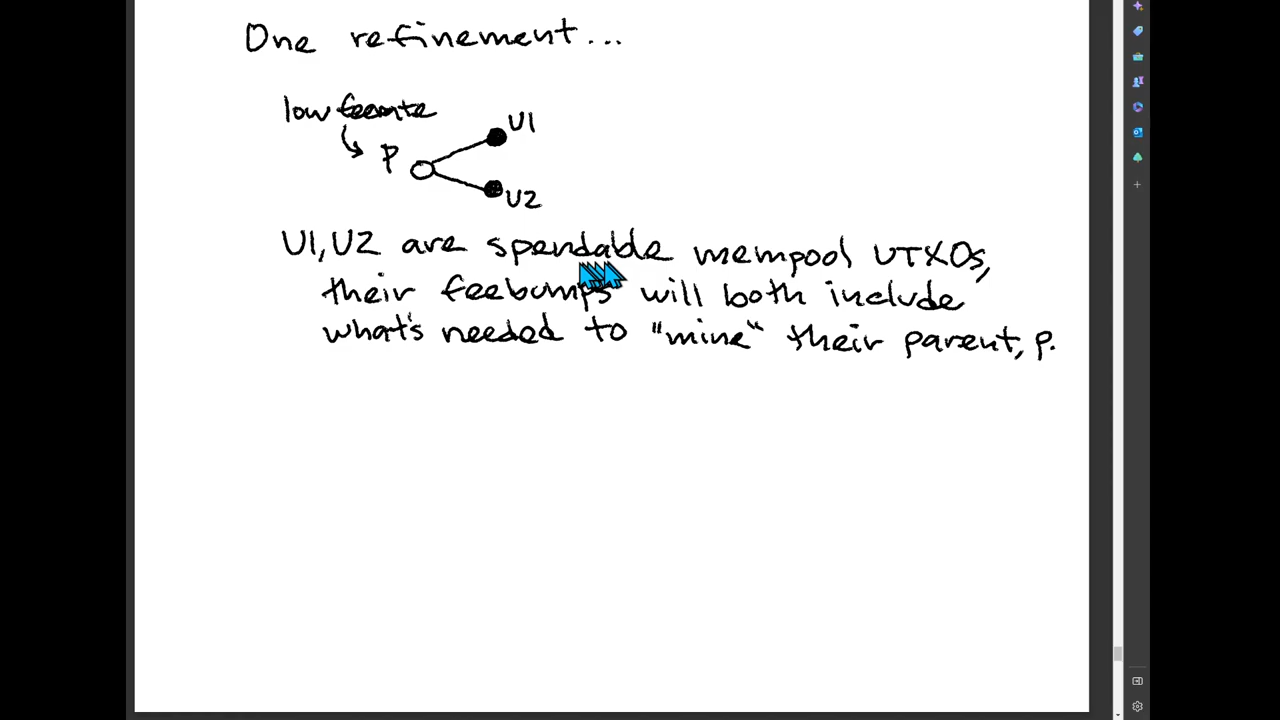 One refinement...
low feerate
U1
p
U2
U1, U2 are spendable mempool UTXOs,
their feebumps will both include
what's needed to "mine" their parent, p.